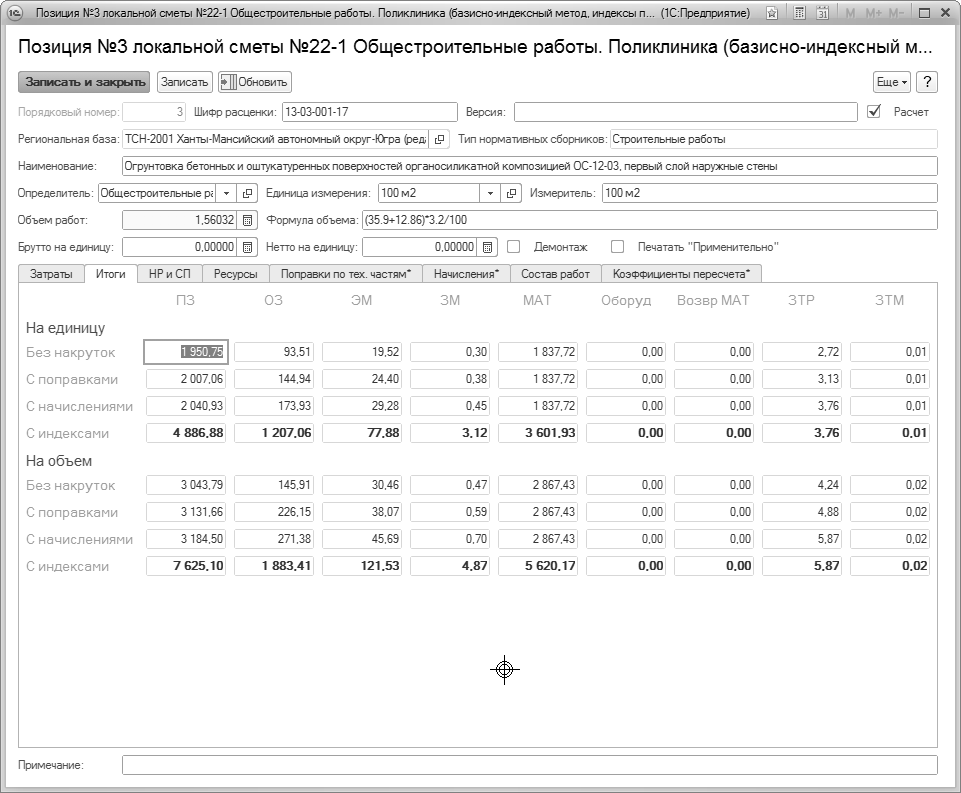 1С Позиция №3 локальной сметы №22-1 Общестроительные работы. Поликлиника (базисно-индексный метод, индексы п... (1С:Предприятие) 31 M M+ M-
Позиция №3 локальной сметы №22-1 Общестроительные работы. Поликлиника (базисно-индексный м...
Записать и закрыть Записать Обновить Еще ?
Порядковый номер: 3 Шифр расценки: 13-03-001-17 Версия: Расчет
Региональная база: ТСН-2001 Ханты-Мансийский автономный округ-Югра (ред. Тип нормативных сборников: Строительные работы
Наименование: Огрунтовка бетонных и оштукатуренных поверхностей органосиликатной композицией ОС-12-03, первый слой наружные стены
Определитель: Общестроительные ра Единица измерения: 100 м2 Измеритель: 100 м2
Объем работ: 1,56032 Формула объема: (35.9+12.86)*3.2/100
Брутто на единицу: 0,00000 Нетто на единицу: 0,00000 Демонтаж Печатать "Применительно"
Затраты Итоги НР и СП Ресурсы Поправки по тех. частям* Начисления* Состав работ Коэффициенты пересчета*
ПЗ ОЗ ЭМ ЗМ МАТ Оборуд Возвр МАТ ЗТР ЗТМ
На единицу
Без накруток 1 950,75 93,51 19,52 0,30 1 837,72 0,00 0,00 2,72 0,01
С поправками 2 007,06 144,94 24,40 0,38 1 837,72 0,00 0,00 3,13 0,01
С начислениями 2 040,93 173,93 29,28 0,45 1 837,72 0,00 0,00 3,76 0,01
С индексами 4 886,88 1 207,06 77,88 3,12 3 601,93 0,00 0,00 3,76 0,01
На объем
Без накруток 3 043,79 145,91 30,46 0,47 2 867,43 0,00 0,00 4,24 0,02
С поправками 3 131,66 226,15 38,07 0,59 2 867,43 0,00 0,00 4,88 0,02
С начислениями 3 184,50 271,38 45,69 0,70 2 867,43 0,00 0,00 5,87 0,02
С индексами 7 625,10 1 883,41 121,53 4,87 5 620,17 0,00 0,00 5,87 0,02
Примечание: